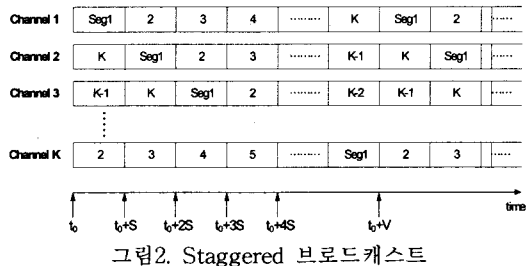 Channel 1 Seg1 2 3 4 ········· K Seg1 2 ······
Channel 2 K Seg1 2 3 ········· K-1 K Seg1 ······
Channel 3 K-1 K Seg1 2 ········· K-2 K-1 K ······
Channel K 2 3 4 5 ········· Seg1 2 3 ······
time
t₀ t₀+S t₀+2S t₀+3S t₀+4S t₀+V
그림2. Staggered 브로드캐스트